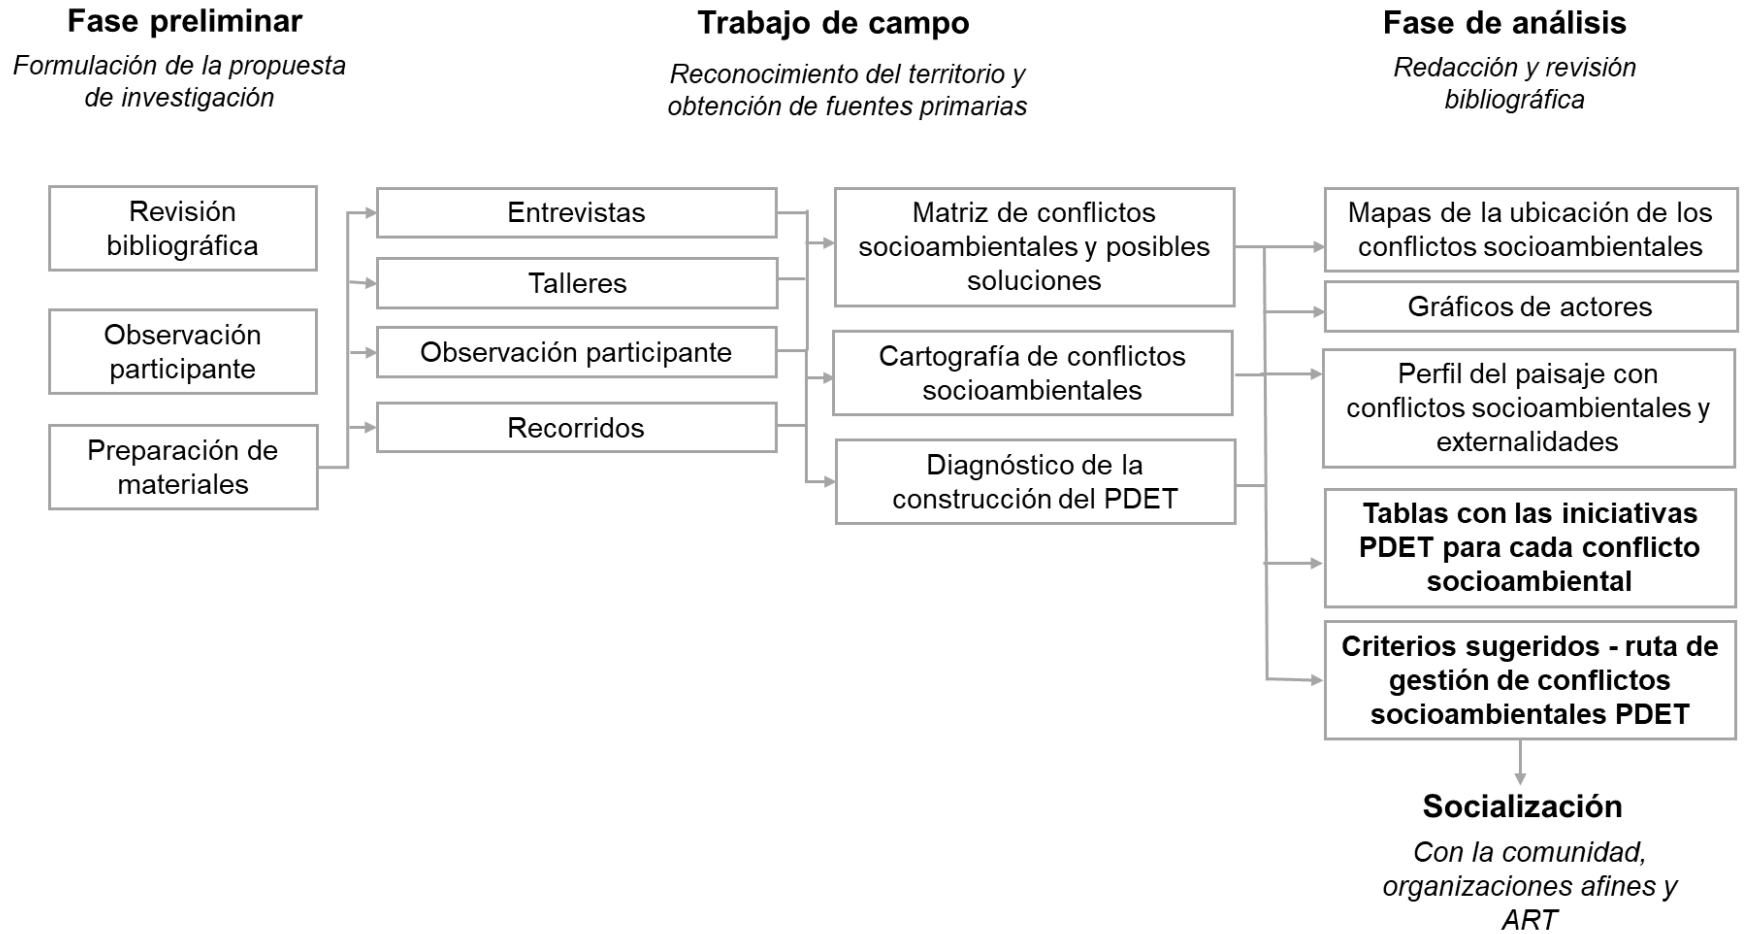 Fase preliminar
Formulación de la propuesta
de investigación
Revisión
bibliográfica
Observación
participante
Preparación de
materiales
Trabajo de campo
Reconocimiento del territorio y
obtención de fuentes primarias
Entrevistas
Talleres
Observación participante
Recorridos
Matriz de conflictos
socioambientales y posibles
soluciones
Cartografía de conflictos
socioambientales
Diagnóstico de la
construcción del PDET
Fase de análisis
Redacción y revisión
bibliográfica
Mapas de la ubicación de los
conflictos socioambientales
Gráficos de actores
Perfil del paisaje con
conflictos socioambientales y
externalidades
Tablas con las iniciativas
PDET para cada conflicto
socioambiental
Criterios sugeridos - ruta de
gestión de conflictos
socioambientales PDET
Socialización
Con la comunidad,
organizaciones afines y
ART